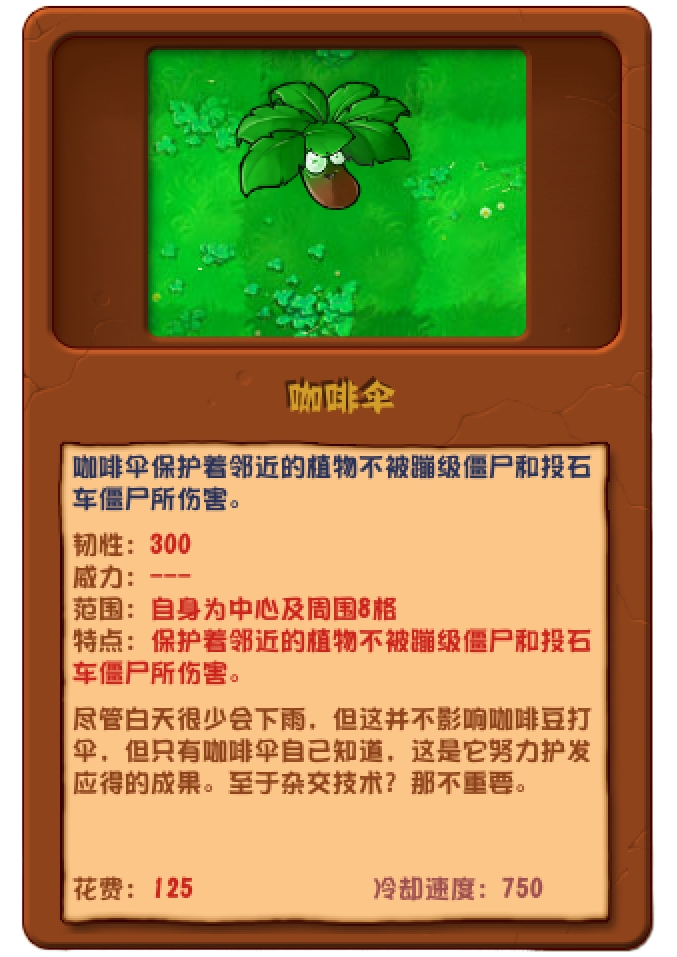 咖啡伞
咖啡伞保护着邻近的植物不被蹦级僵尸和投石
车僵尸所伤害。
韧性：300
威力：---
范围：自身为中心及周围8格
特点：保护着邻近的植物不被蹦级僵尸和投石
车僵尸所伤害。
尽管白天很少会下雨，但这并不影响咖啡豆打
伞，但只有咖啡伞自己知道，这是它努力护发
应得的成果。至于杂交技术？那不重要。
花费：125 冷却速度：750